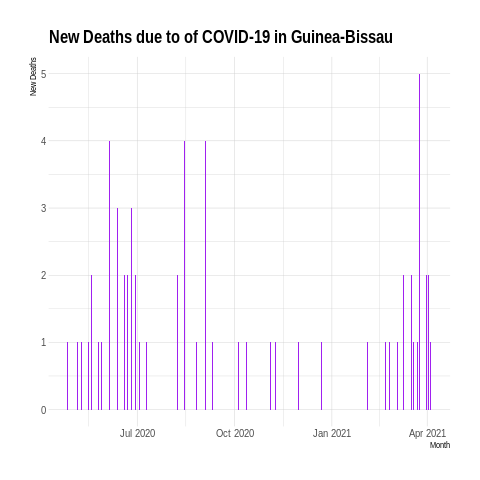 New Deaths due to of COVID-19 in Guinea-Bissau
New Deaths
5
4
3
2
1
0
Jul 2020 Oct 2020 Jan 2021 Apr 2021
Month